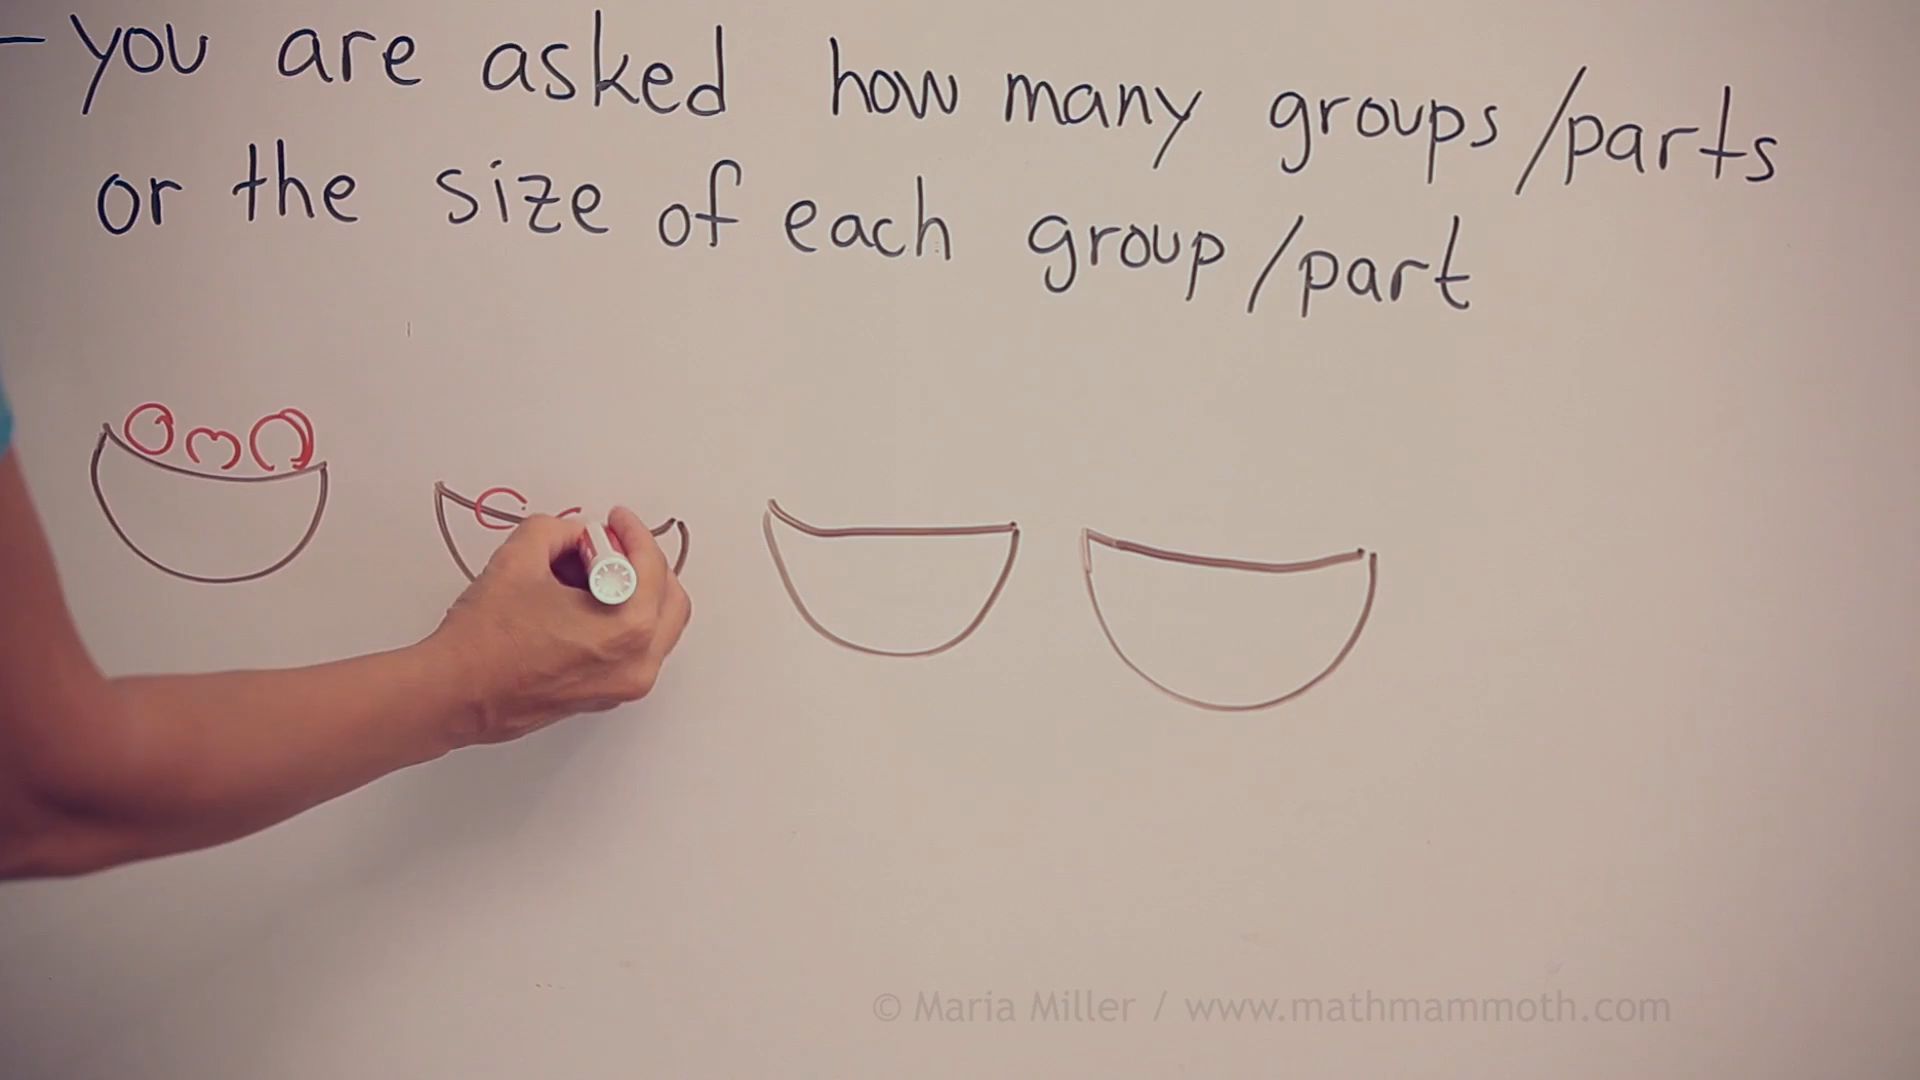 - you are asked how many groups/parts
or the size of each group/part
© Maria Miller / www.mathmammoth.com